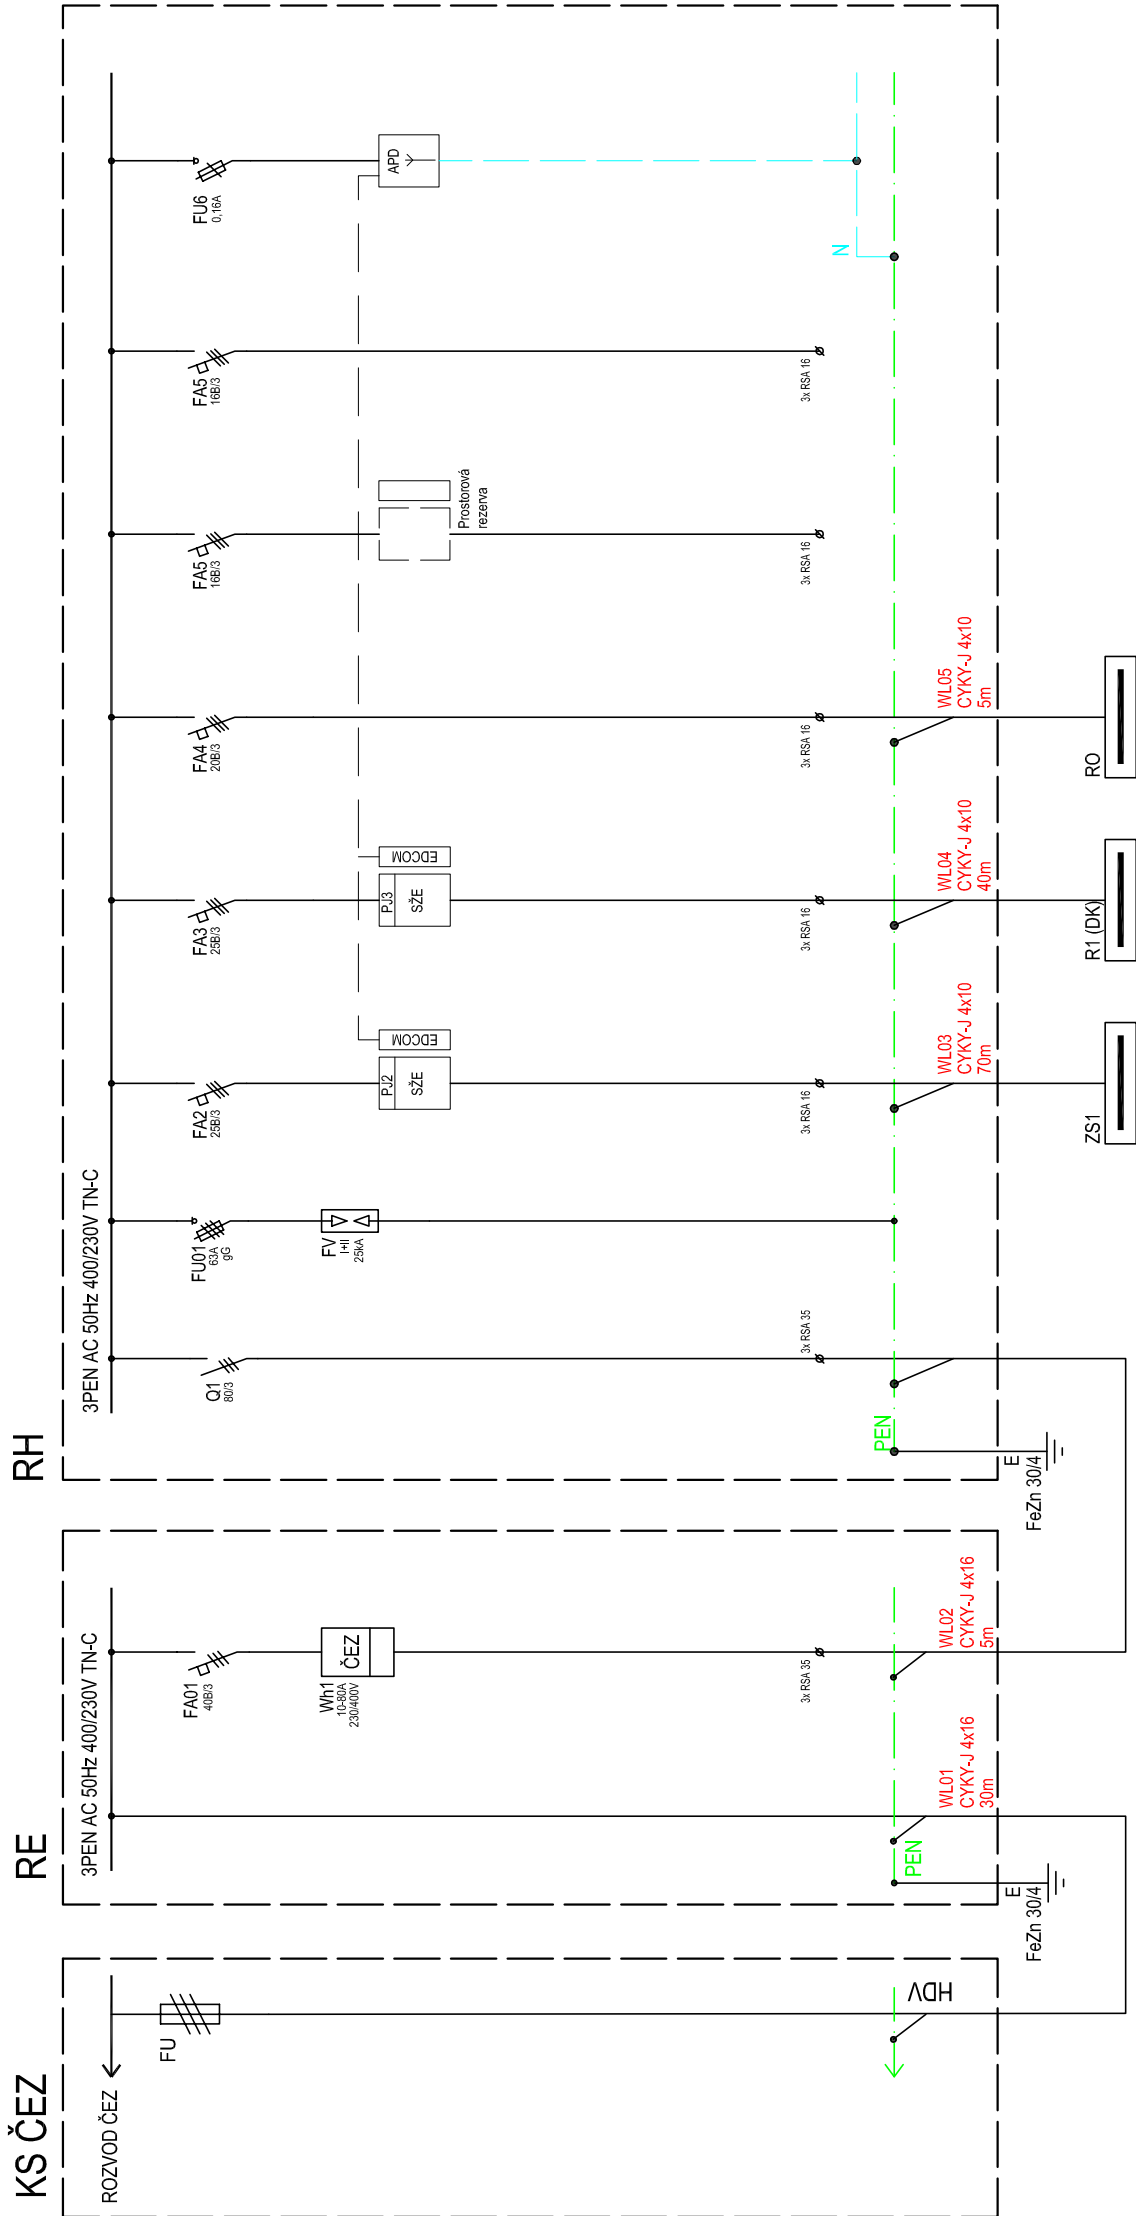 KS ČEZ
ROZVOD ČEZ
FU
HDV
RE
3PEN AC 50Hz 400/230V TN-C
FA01
40B/3
Wh1
10-80A
230/400V
ČEZ
3x RSA 35
PEN
WL01
CYKY-J 4x16
30m
WL02
CYKY-J 4x16
5m
E
FeZn 30/4
RH
3PEN AC 50Hz 400/230V TN-C
Q1
80/3
3x RSA 35
PEN
E
FeZn 30/4
FU01
63A
gG
FV
I+II
25kA
FA2
25B/3
PJ2
SŽE
EDCOM
3x RSA 16
WL03
CYKY-J 4x10
70m
ZS1
FA3
25B/3
PJ3
SŽE
EDCOM
3x RSA 16
WL04
CYKY-J 4x10
40m
R1 (DK)
FA4
20B/3
3x RSA 16
WL05
CYKY-J 4x10
5m
RO
FA5
16B/3
Prostorová
rezerva
3x RSA 16
FA5
16B/3
3x RSA 16
FU6
0,16A
APD
N